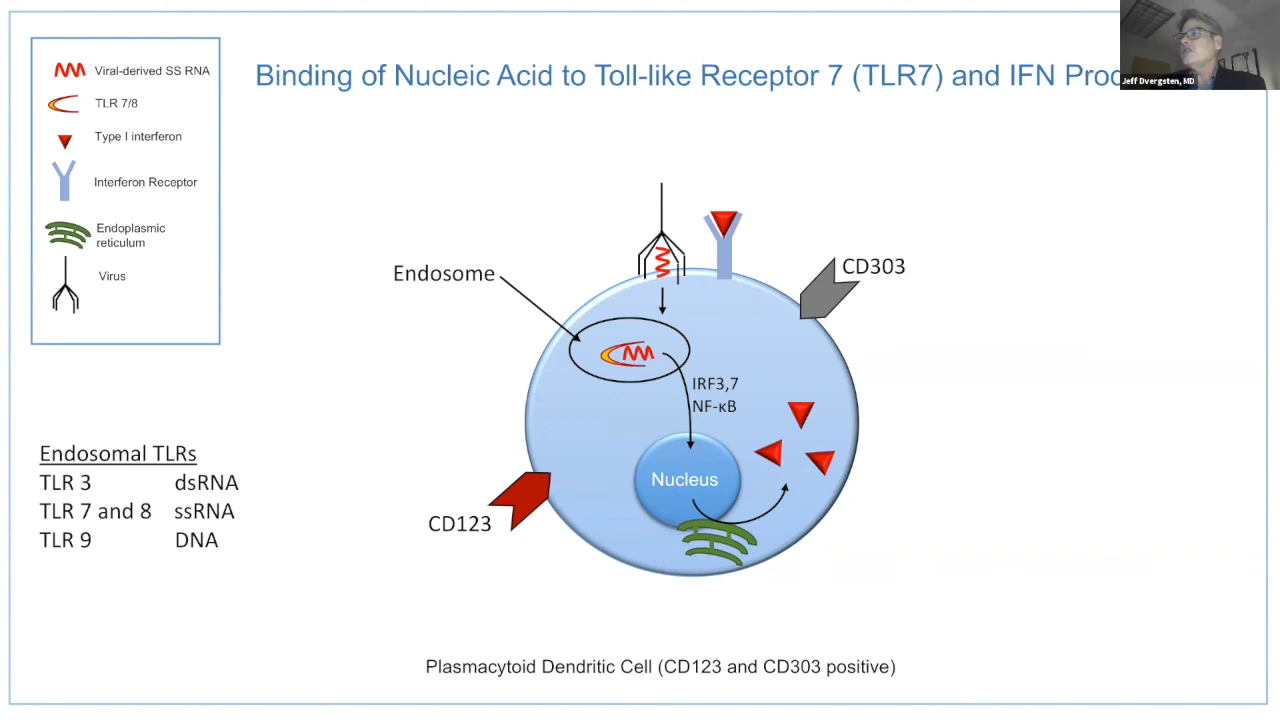 Binding of Nucleic Acid to Toll-like Receptor 7 (TLR7) and IFN
Jeff Dvergsten, MD
Viral-derived SS RNA
TLR 7/8
Type I interferon
Interferon Receptor
Endoplasmic
reticulum
Virus
Endosome
CD303
IRF3,7
NF-κB
Nucleus
CD123
Endosomal TLRs
TLR 3 dsRNA
TLR 7 and 8 ssRNA
TLR 9 DNA
Plasmacytoid Dendritic Cell (CD123 and CD303 positive)